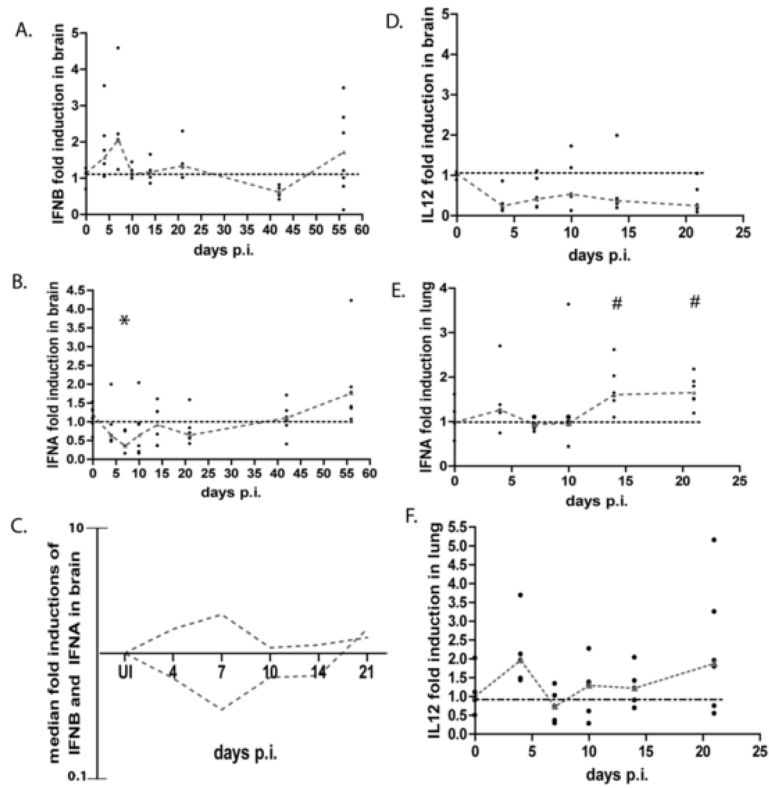 A.
IFNB fold induction in brain
5
4
3
2
1
0
0 5 10 15 20 25 30 35 40 45 50 55 60
days p.i.
B.
IFNA fold induction in brain
4.5
4.0
3.5
3.0
2.5
2.0
1.5
1.0
0.5
0.0
*
0 5 10 15 20 25 30 35 40 45 50 55 60
days p.i.
C.
median fold inductions of
IFNB and IFNA in brain
10
0.1
UI 4 7 10 14 21
days p.i.
D.
IL12 fold induction in brain
5
4
3
2
1
0
0 5 10 15 20 25
days p.i.
E.
IFNA fold induction in lung
4
3
2
1
0
# #
0 5 10 15 20 25
days p.i.
F.
IL12 fold induction in lung
5.5
5.0
4.5
4.0
3.5
3.0
2.5
2.0
1.5
1.0
0.5
0.0
0 5 10 15 20 25
days p.i.